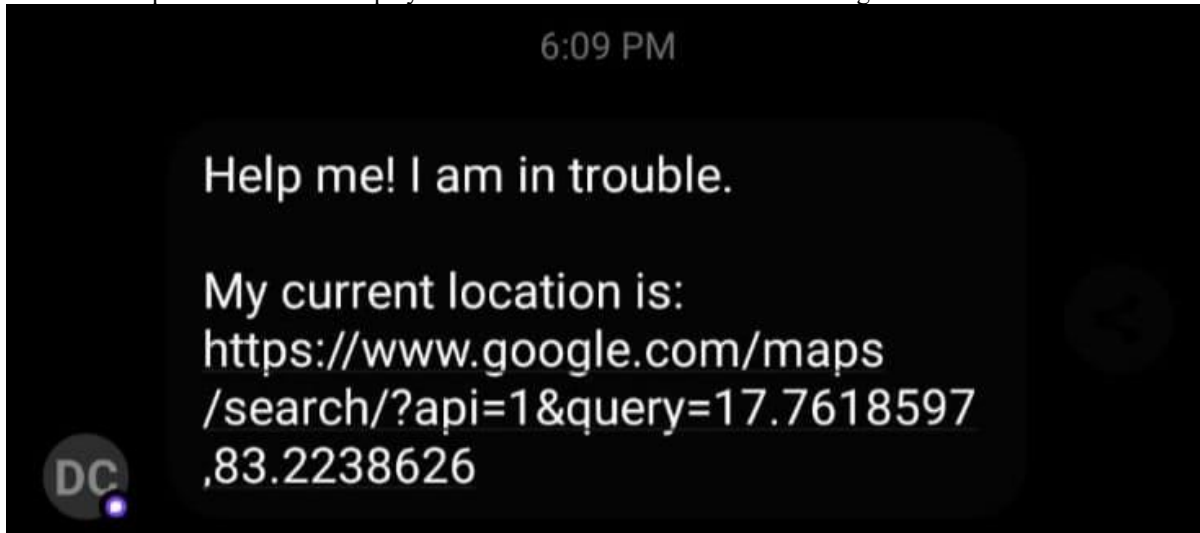 6:09 PM
Help me! I am in trouble.
My current location is:
https://www.google.com/maps
/search/?api=1&query=17.7618597
,83.2238626
DC